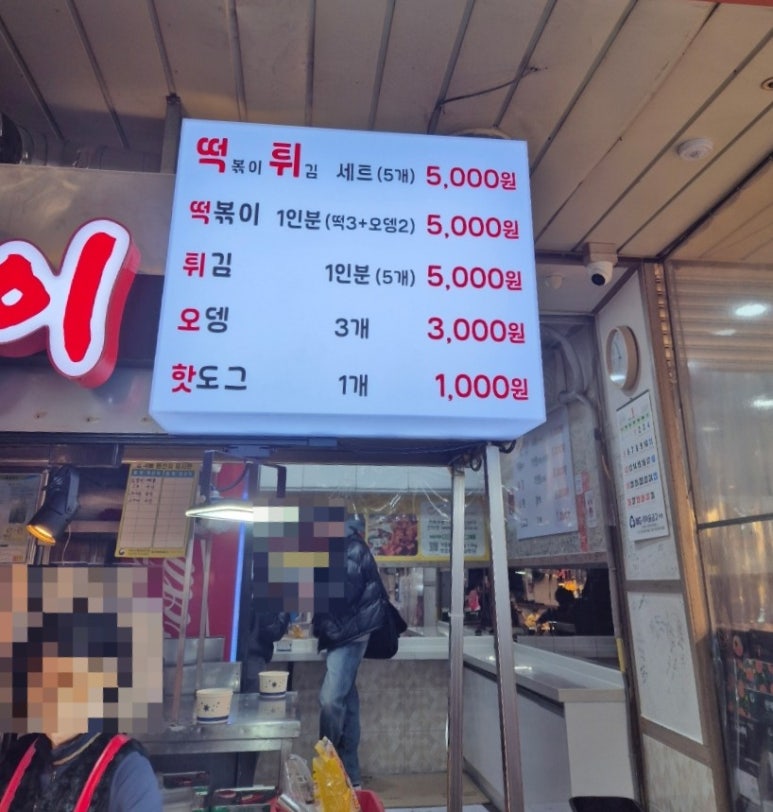 떡볶이 튀김 세트(5개) 5,000원
떡볶이 1인분(떡3+오뎅2) 5,000원
튀김 1인분(5개) 5,000원
오뎅 3개 3,000원
핫도그 1개 1,000원
이